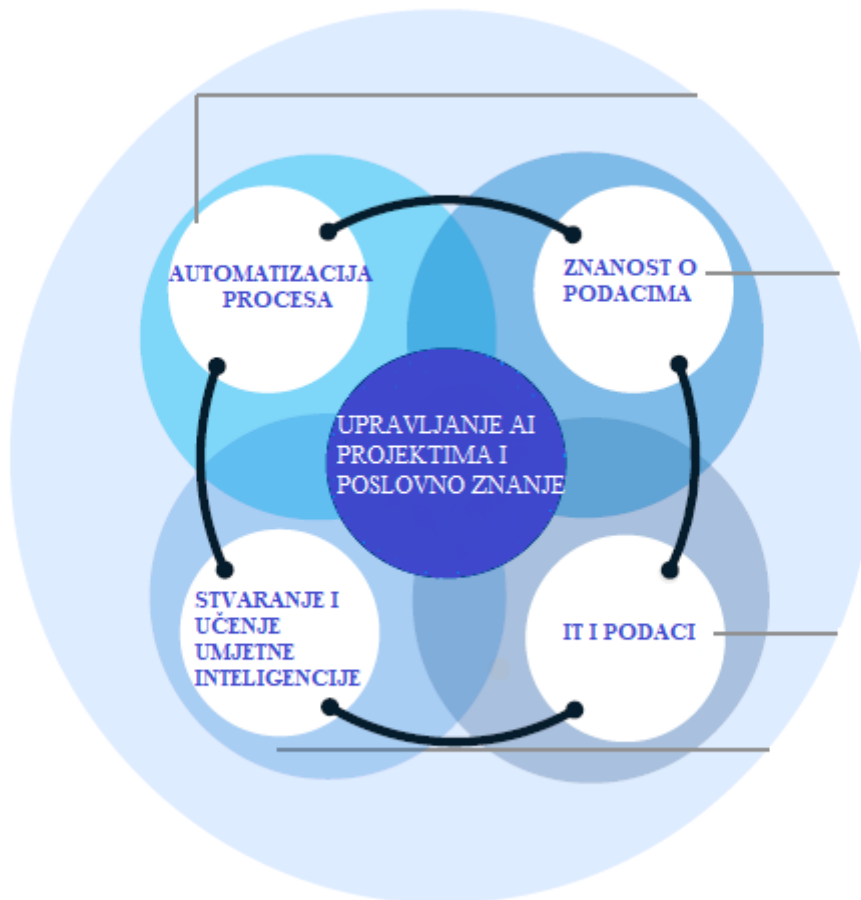 AUTOMATIZACIJA
PROCESA
ZNANOST O
PODACIMA
UPRAVLJANJE AI
PROJEKTIMA I
POSLOVNO ZNANJE
STVARANJE I
UČENJE
UMJETNE
INTELIGENCIJE
IT I PODACI